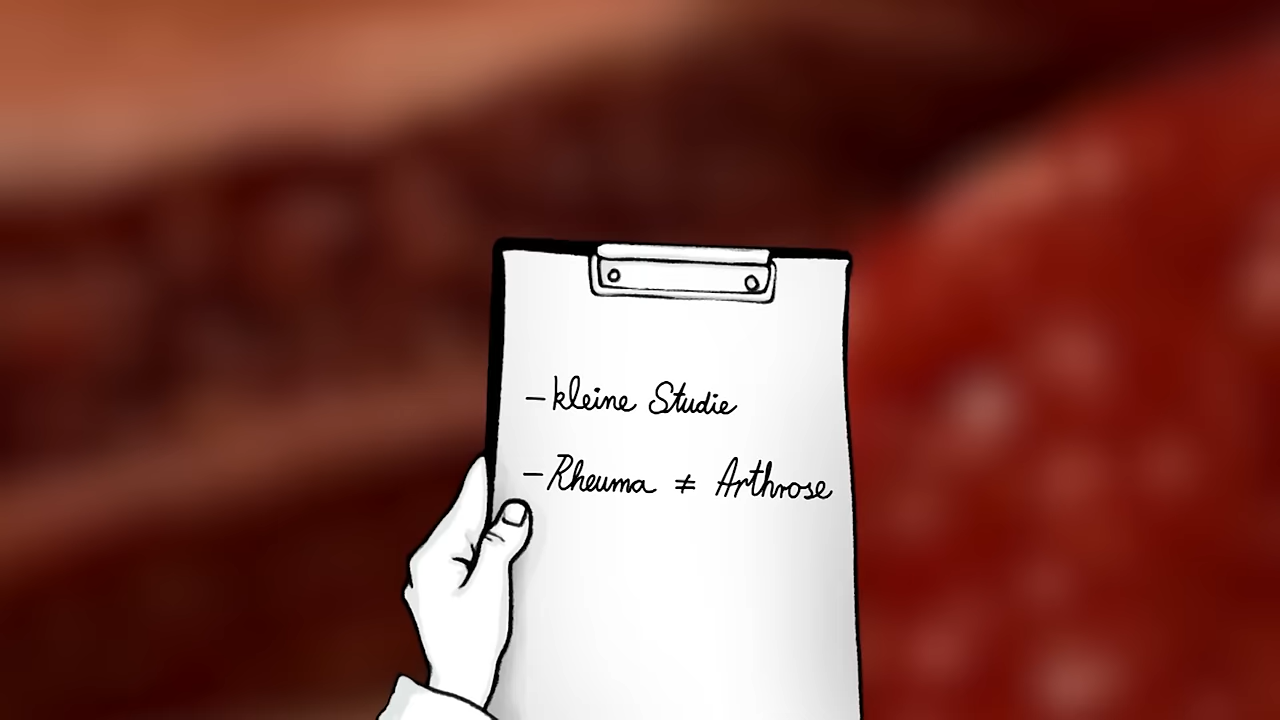 – kleine Studie
– Rheuma ≠ Arthrose